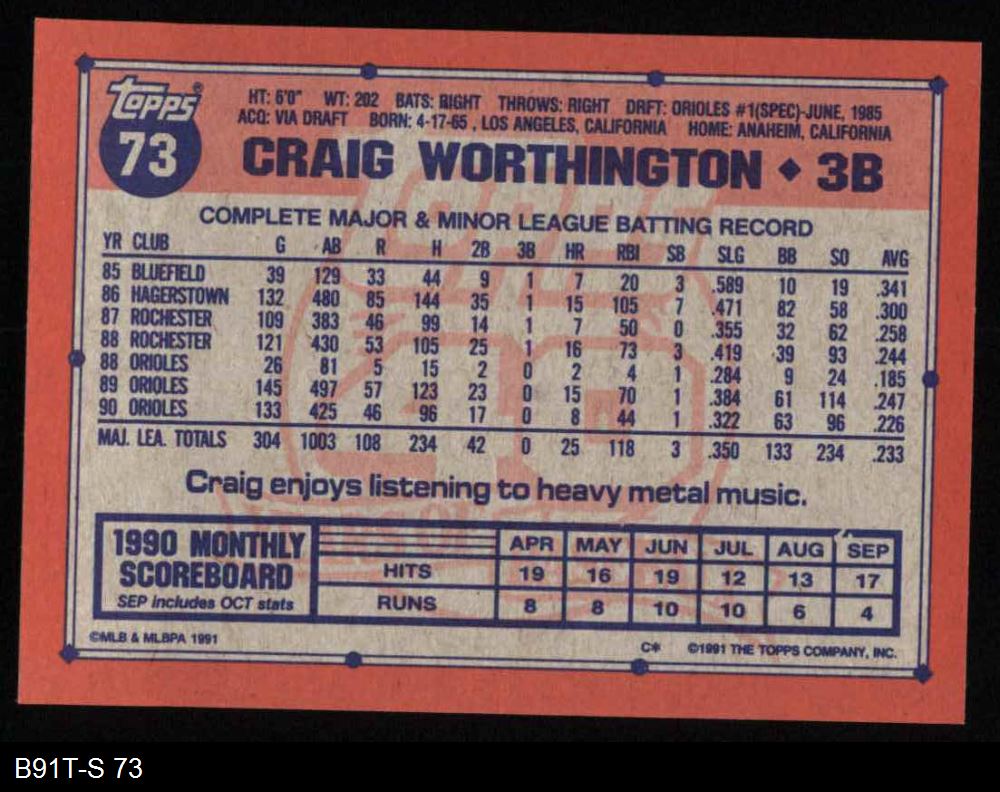 Topps®
73
HT: 6'0" WT: 202 BATS: RIGHT THROWS: RIGHT DRFT: ORIOLES #1(SPEC)-JUNE, 1985
ACQ: VIA DRAFT BORN: 4-17-65 , LOS ANGELES, CALIFORNIA HOME: ANAHEIM, CALIFORNIA
CRAIG WORTHINGTON ◆ 3B
COMPLETE MAJOR & MINOR LEAGUE BATTING RECORD
YR CLUB G AB R H 2B 3B HR RBI SB SLG BB SO AVG
85 BLUEFIELD 39 129 33 44 9 1 7 20 3 .589 10 19 .341
86 HAGERSTOWN 132 480 85 144 35 1 15 105 7 .471 82 58 .300
87 ROCHESTER 109 383 46 99 14 1 7 50 0 .355 32 62 .258
88 ROCHESTER 121 430 53 105 25 1 16 73 3 .419 39 93 .244
88 ORIOLES 26 81 5 15 2 0 2 4 1 .284 9 24 .185
89 ORIOLES 145 497 57 123 23 0 15 70 1 .384 61 114 .247
90 ORIOLES 133 425 46 96 17 0 8 44 1 .322 63 96 .226
MAJ. LEA. TOTALS 304 1003 108 234 42 0 25 118 3 .350 133 234 .233
Craig enjoys listening to heavy metal music.
1990 MONTHLY
SCOREBOARD
SEP includes OCT stats
APR MAY JUN JUL AUG SEP
HITS 19 16 19 12 13 17
RUNS 8 8 10 10 6 4
©MLB & MLBPA 1991
C* ©1991 THE TOPPS COMPANY, INC.
B91T-S 73